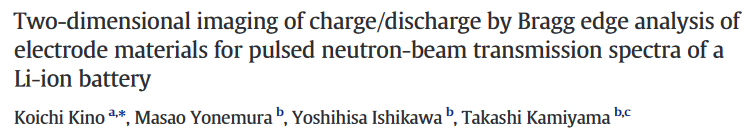 Two-dimensional imaging of charge/discharge by Bragg edge analysis of
electrode materials for pulsed neutron-beam transmission spectra of a
Li-ion battery
Koichi Kino a,*, Masao Yonemura b, Yoshihisa Ishikawa b, Takashi Kamiyama b,c